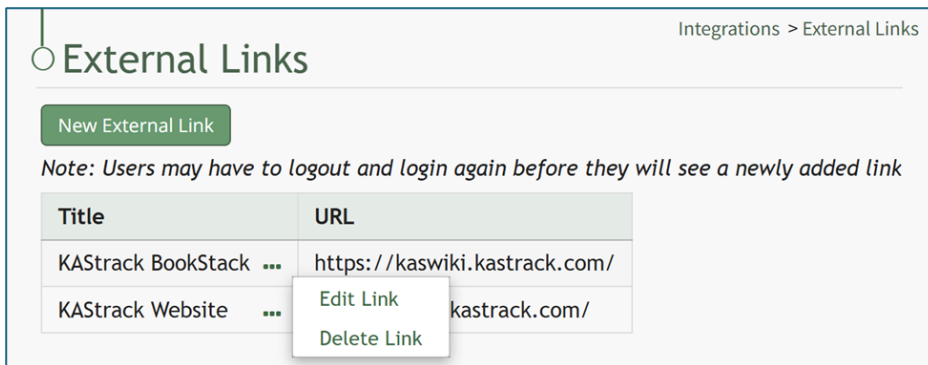 Integrations > External Links
External Links
New External Link
Note: Users may have to logout and login again before they will see a newly added link
Title URL
KAStrack BookStack ... https://kaswiki.kastrack.com/
KAStrack Website ... kastrack.com/
Edit Link
Delete Link